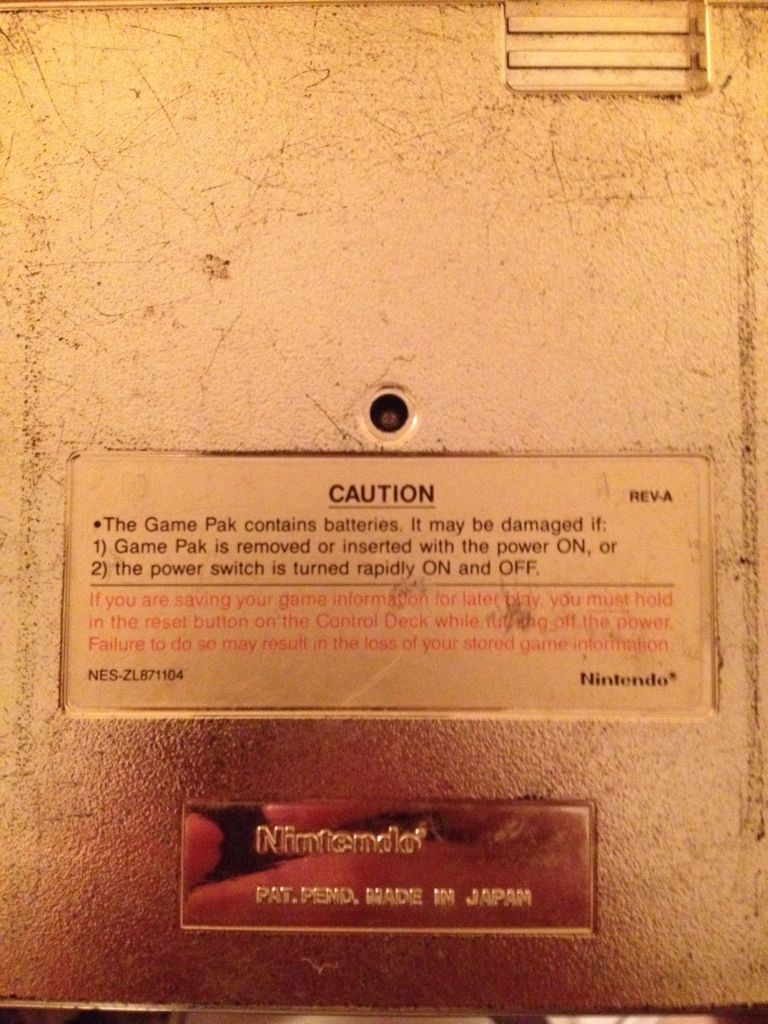 CAUTION
REV-A
•The Game Pak contains batteries. It may be damaged if:
1) Game Pak is removed or inserted with the power ON, or
2) the power switch is turned rapidly ON and OFF.
If you are saving your game information for later play, you must hold
in the reset button on the Control Deck while turning off the power.
Failure to do so may result in the loss of your stored game information.
NES-ZL871104
Nintendo®
Nintendo®
PAT. PEND. MADE IN JAPAN